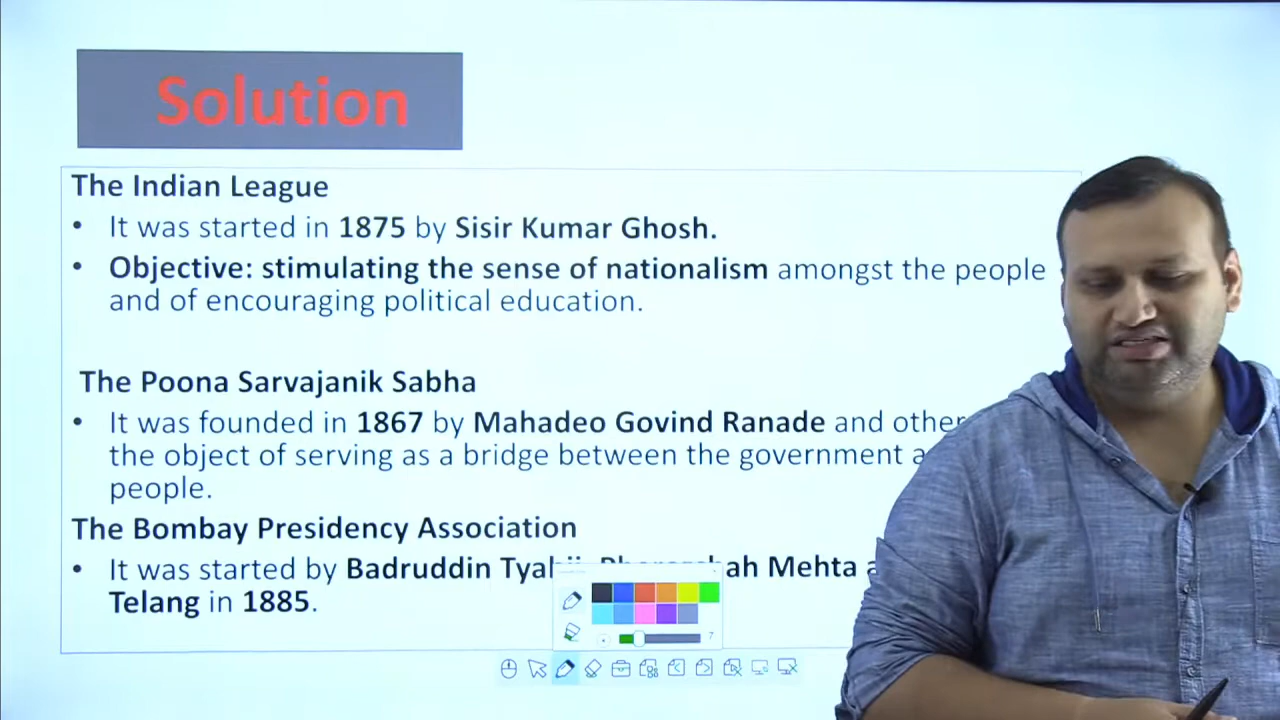 Solution
The Indian League
• It was started in 1875 by Sisir Kumar Ghosh.
• Objective: stimulating the sense of nationalism amongst the people
and of encouraging political education.
The Poona Sarvajanik Sabha
• It was founded in 1867 by Mahadeo Govind Ranade and other
the object of serving as a bridge between the government
people.
The Bombay Presidency Association
• It was started by Badruddin Mehta
Telang in 1885.
7